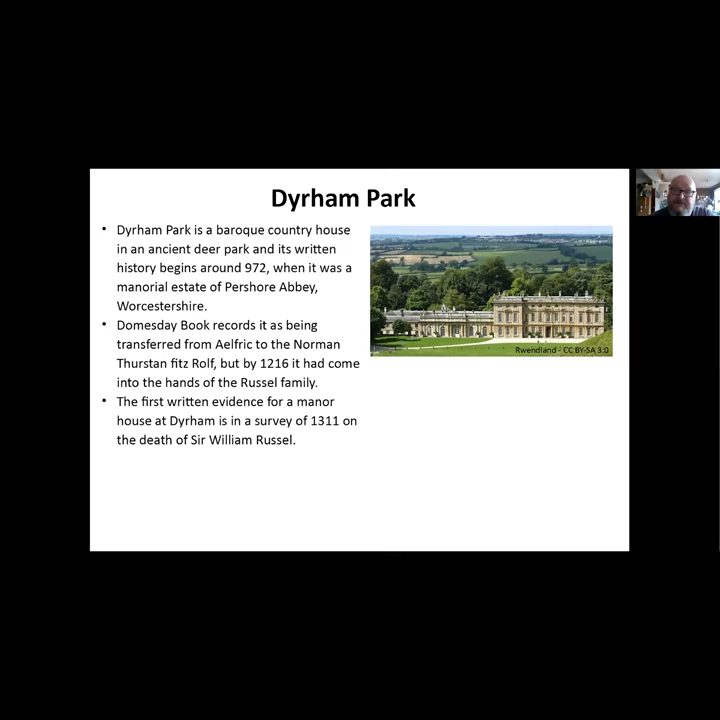 Dyrham Park
• Dyrham Park is a baroque country house
in an ancient deer park and its written
history begins around 972, when it was a
manorial estate of Pershore Abbey,
Worcestershire.
• Domesday Book records it as being
transferred from Aelfric to the Norman
Thurstan fitz Rolf, but by 1216 it had come
into the hands of the Russel family.
• The first written evidence for a manor
house at Dyrham is in a survey of 1311 on
the death of Sir William Russel.
Rwendland - CC BY-SA 3.0